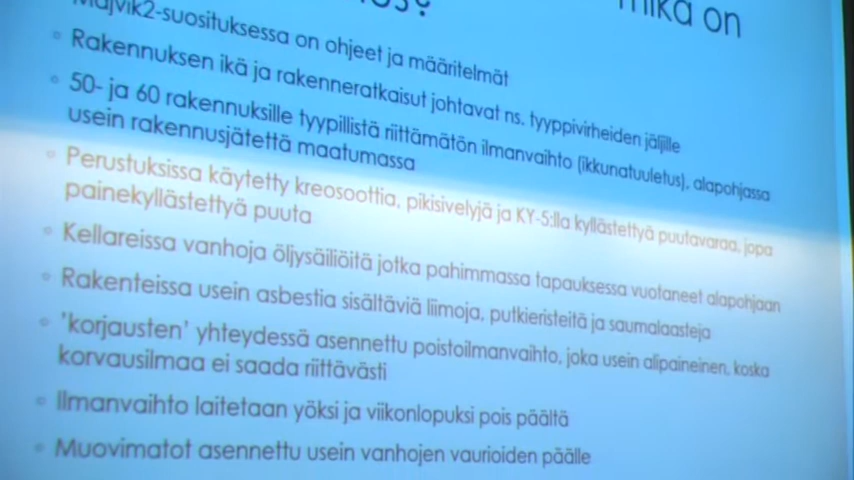 mikä on
Majvik2-suosituksessa on ohjeet ja määritelmät
Rakennuksen ikä ja rakenneratkaisut johtavat ns. tyyppivirheiden jäljille
50- ja 60 rakennuksille tyypillistä riittämätön ilmanvaihto (ikkunatuuletus), alapohjassa
usein rakennusjätettä maatumassa
Perustuksissa käytetty kreosoottia, pikisivelyjä ja KY-5:lla kyllästettyä puutavaraa, jopa
painekyllästettyä puuta
Kellareissa vanhoja öljysäiliöitä jotka pahimmassa tapauksessa vuotaneet alapohjaan
Rakenteissa usein asbestia sisältäviä liimoja, putkieristeitä ja saumalaasteja
'korjausten' yhteydessä asennettu poistoilmanvaihto, joka usein alipaineinen, koska
korvausilmaa ei saada riittävästi
Ilmanvaihto laitetaan yöksi ja viikonlopuksi pois päältä
Muovimatot asennettu usein vanhojen vaurioiden päälle